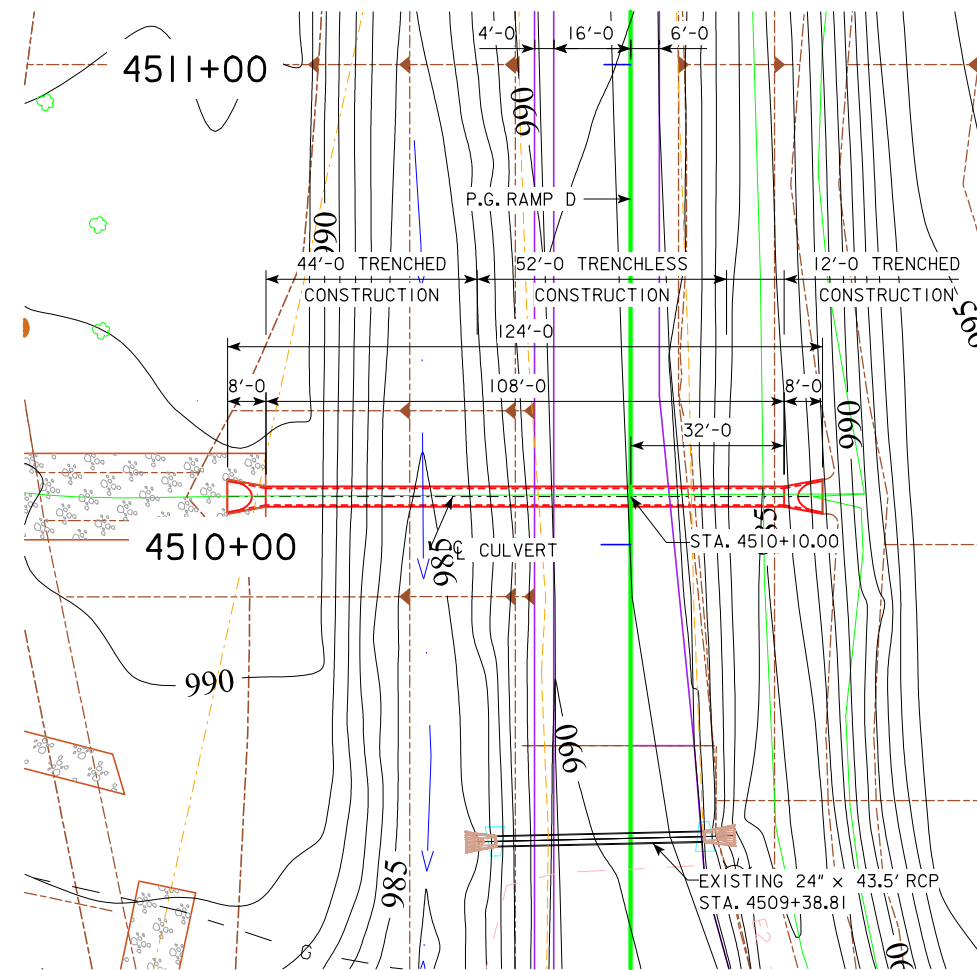 4'-0 16'-0 6'-0
4511+00
990
P.G. RAMP D
990
44'-0 TRENCHED
CONSTRUCTION
52'-0 TRENCHLESS
CONSTRUCTION
12'-0 TRENCHED
CONSTRUCTION
995
124'-0
8'-0 108'-0 8'-0
990
32'-0
4510+00
985
℄ CULVERT
STA. 4510+10.00
990
990
985
EXISTING 24" × 43.5' RCP
STA. 4509+38.81